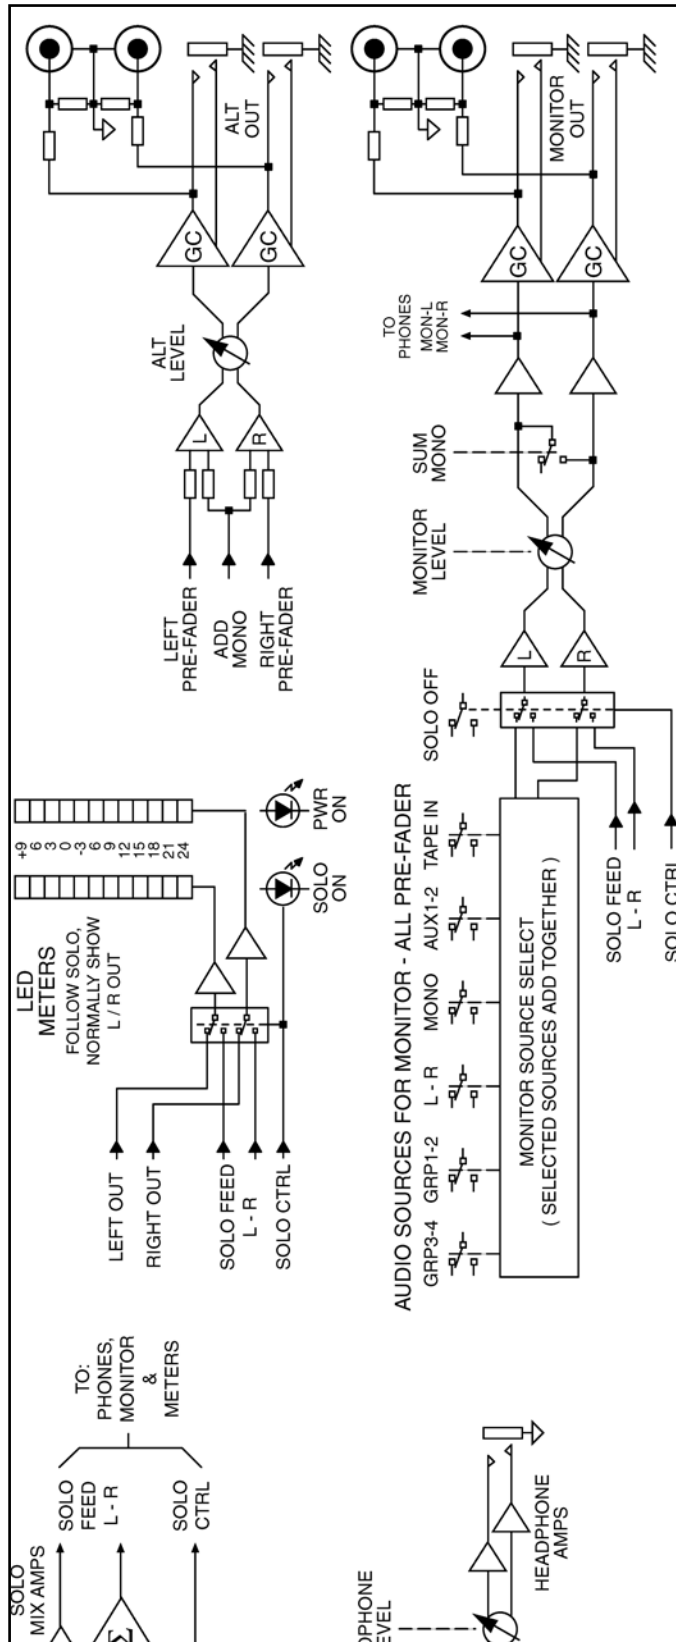 ALT
OUT
GC
GC
ALT
LEVEL
L
R
LEFT
PRE-FADER
ADD
MONO
RIGHT
PRE-FADER
MONITOR
OUT
GC
GC
TO
PHONES
MON-L
MON-R
SUM
MONO
MONITOR
LEVEL
L
R
SOLO OFF
AUDIO SOURCES FOR MONITOR - ALL PRE-FADER
TAPE IN
AUX1-2
MONO
L - R
GRP1-2
GRP3-4
MONITOR SOURCE SELECT
( SELECTED SOURCES ADD TOGETHER )
SOLO FEED
L - R
SOLO CTRL
+9
6
3
0
-3
6
9
12
15
18
21
24
LED
METERS
FOLLOW SOLO,
NORMALLY SHOW
L / R OUT
PWR
ON
SOLO
ON
LEFT OUT
RIGHT OUT
SOLO FEED
L - R
SOLO CTRL
TO:
PHONES,
MONITOR
&
METERS
SOLO
FEED
L - R
SOLO
CTRL
SOLO
MIX AMPS
Σ
HEADPHONE
AMPS
DPHONE
EVEL